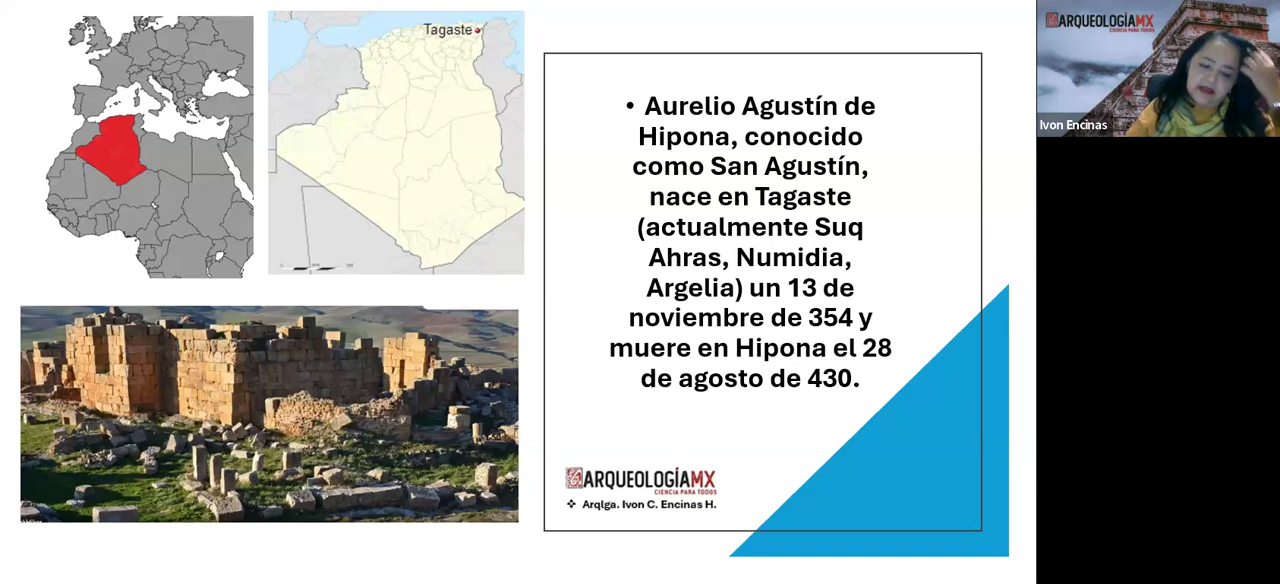 Tagaste
• Aurelio Agustín de
Hipona, conocido
como San Agustín,
nace en Tagaste
(actualmente Suq
Ahras, Numidia,
Argelia) un 13 de
noviembre de 354 y
muere en Hipona el 28
de agosto de 430.
ARQUEOLOGÍAMX
CIENCIA PARA TODOS
❖ Arqlga. Ivon C. Encinas H.
ARQUEOLOGÍAMX
CIENCIA PARA TODOS
Ivon Encinas